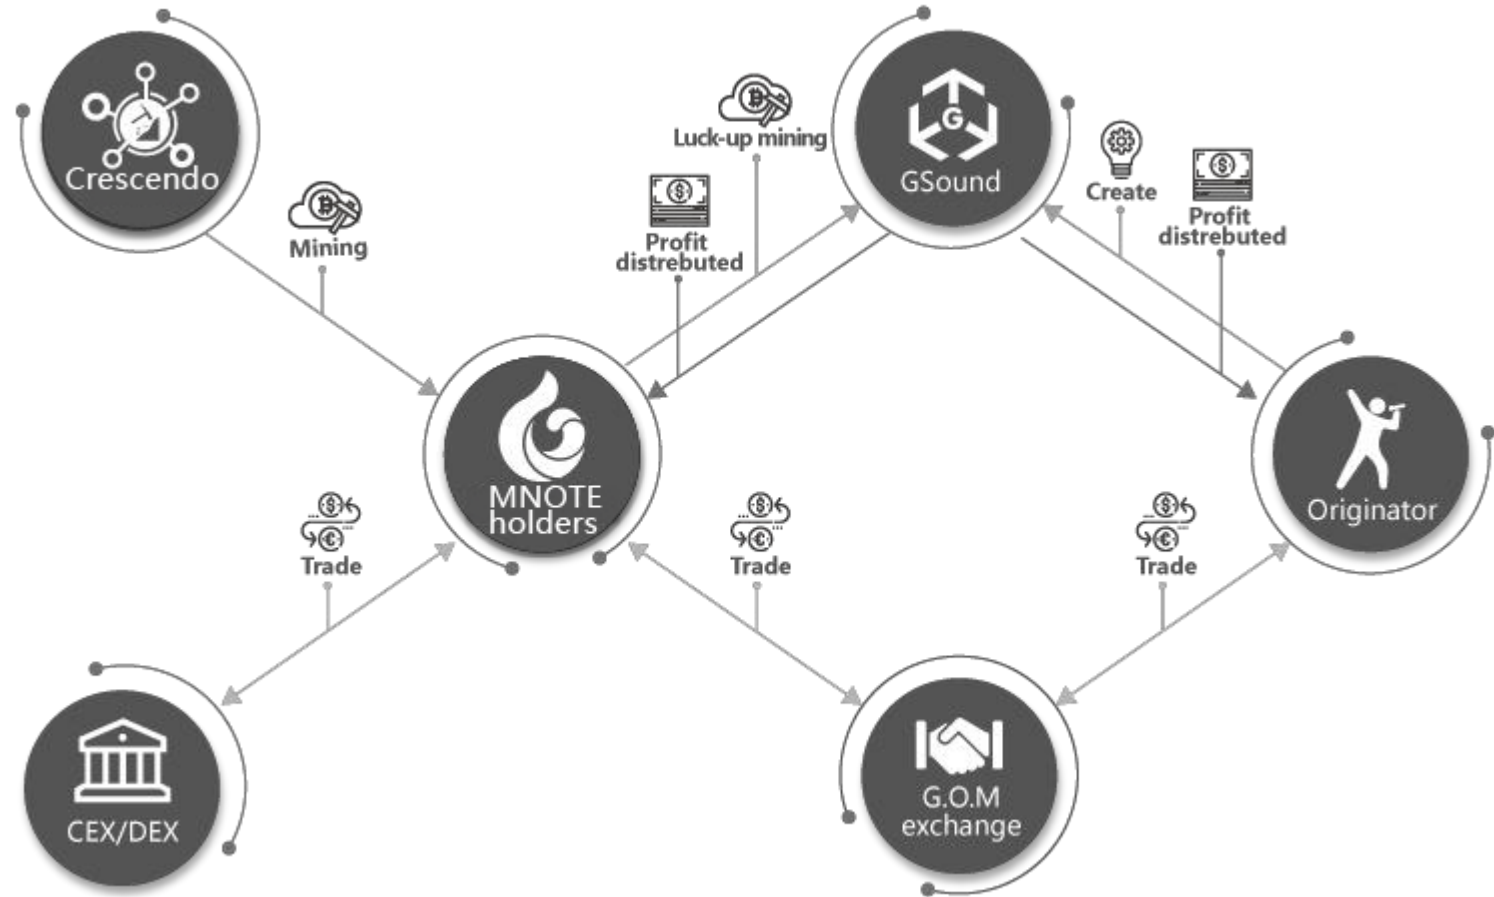 Crescendo
Mining
Luck-up mining
Profit
distrebuted
G
GSound
Create
Profit
distrebuted
MNOTE
holders
Originator
Trade
Trade
Trade
CEX/DEX
G.O.M
exchange